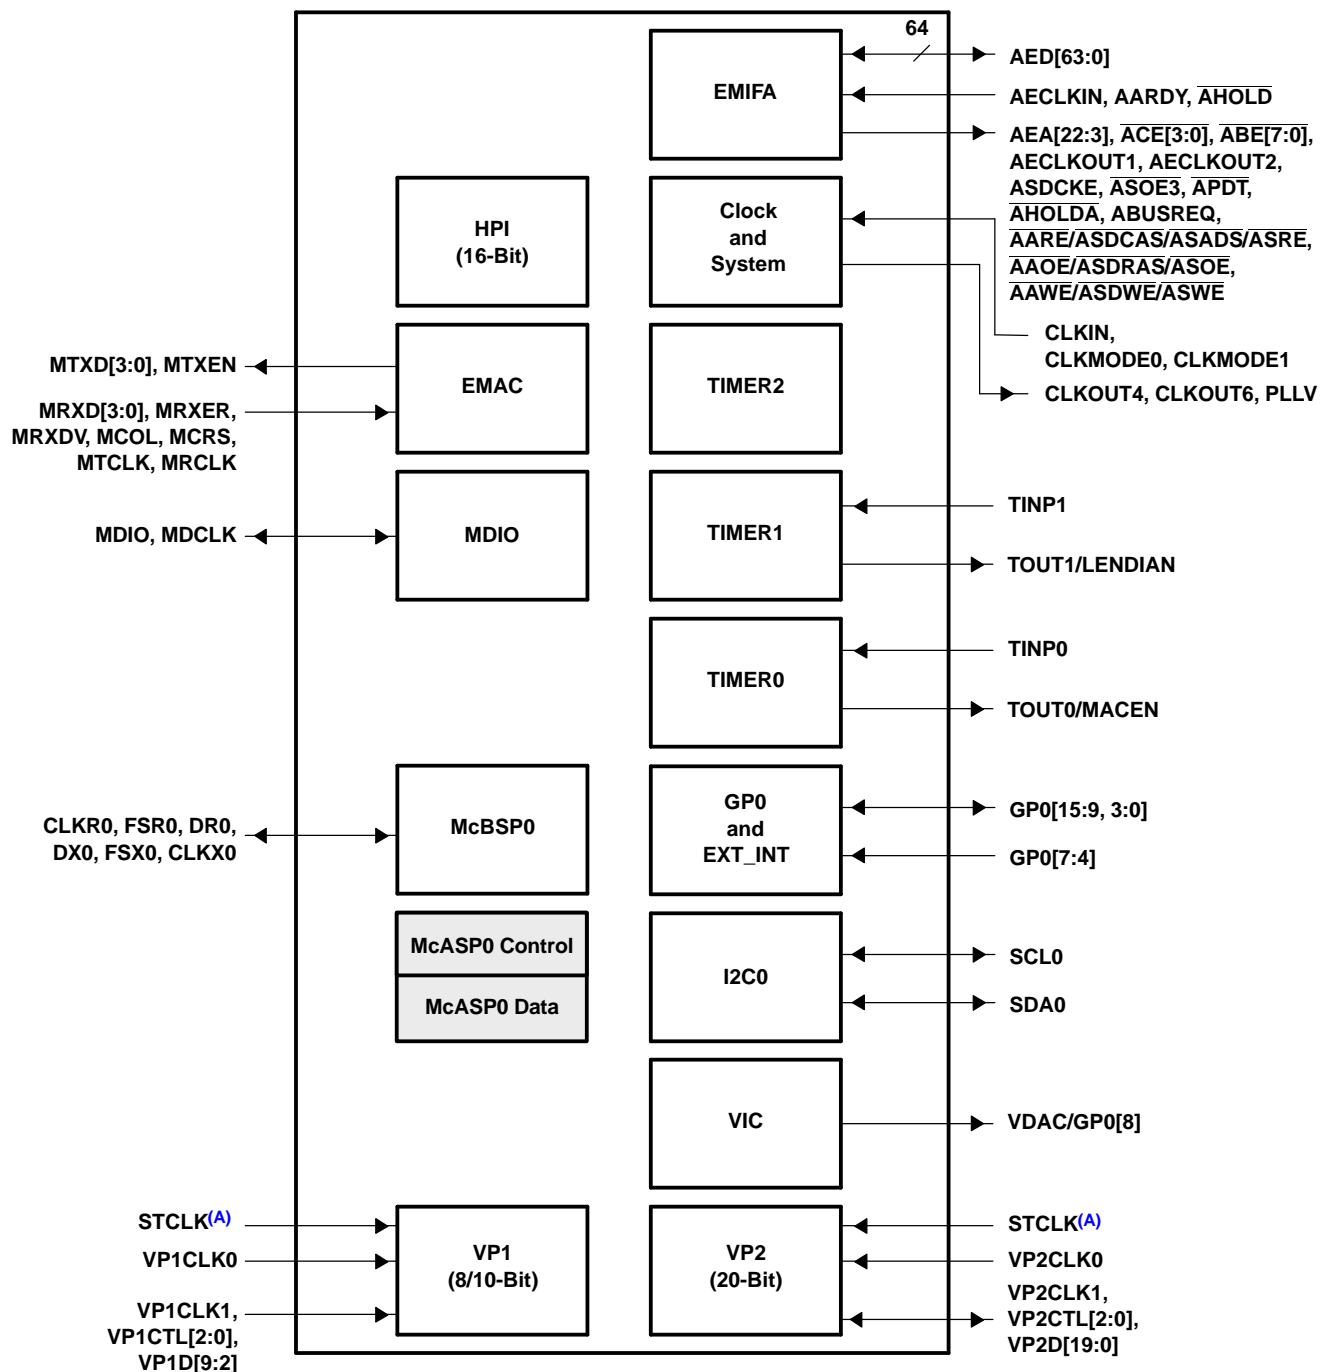 64
EMIFA
AED[63:0]
AECLKIN, AARDY, AHOLD
AEA[22:3], ACE[3:0], ABE[7:0],
AECLKOUT1, AECLKOUT2,
ASDCKE, ASOE3, APDT,
AHOLDA, ABUSREQ,
AARE/ASDCAS/ASADS/ASRE,
AAOE/ASDRAS/ASOE,
AAWE/ASDWE/ASWE
HPI
(16-Bit)
Clock
and
System
CLKIN,
CLKMODE0, CLKMODE1
CLKOUT4, CLKOUT6, PLLV
MTXD[3:0], MTXEN
MRXD[3:0], MRXER,
MRXDV, MCOL, MCRS,
MTCLK, MRCLK
EMAC
TIMER2
MDIO, MDCLK
MDIO
TIMER1
TINP1
TOUT1/LENDIAN
TIMER0
TINP0
TOUT0/MACEN
CLKR0, FSR0, DR0,
DX0, FSX0, CLKX0
McBSP0
GP0
and
EXT_INT
GP0[15:9, 3:0]
GP0[7:4]
McASP0 Control
McASP0 Data
I2C0
SCL0
SDA0
VIC
VDAC/GP0[8]
STCLK(A)
VP1CLK0
VP1CLK1,
VP1CTL[2:0],
VP1D[9:2]
VP1
(8/10-Bit)
VP2
(20-Bit)
STCLK(A)
VP2CLK0
VP2CLK1,
VP2CTL[2:0],
VP2D[19:0]